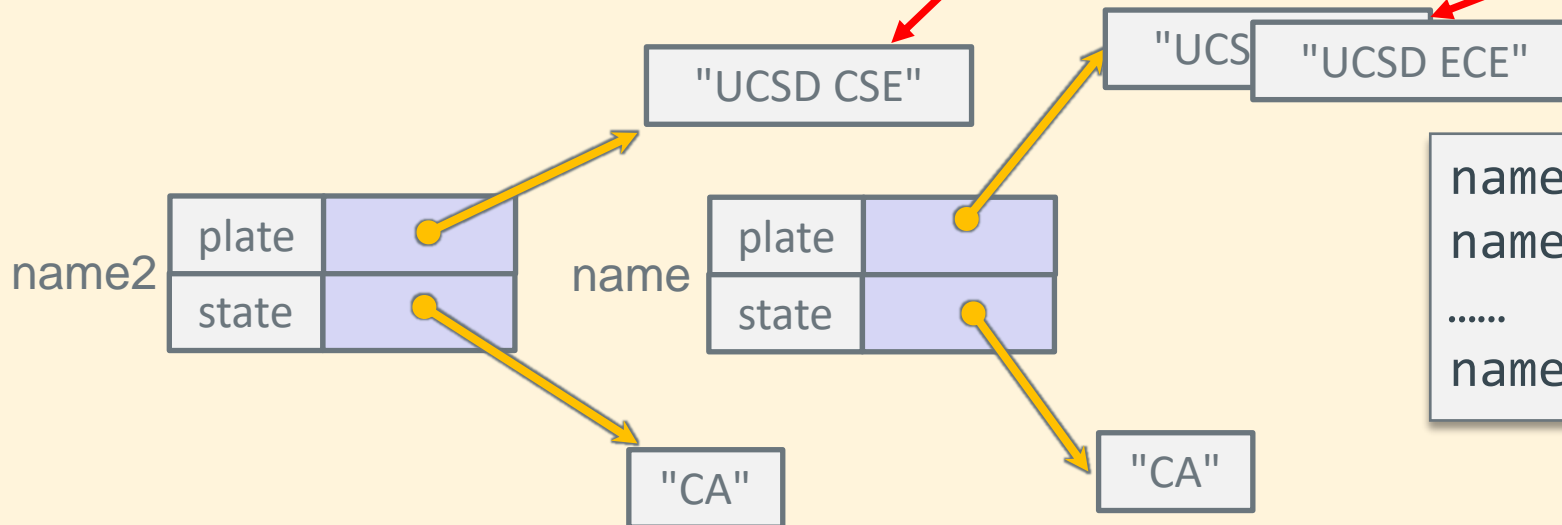 "UCSD CSE"
"UCS
"UCSD ECE"
name2
plate
state
name
plate
state
"CA"
"CA"
name
name
......
name